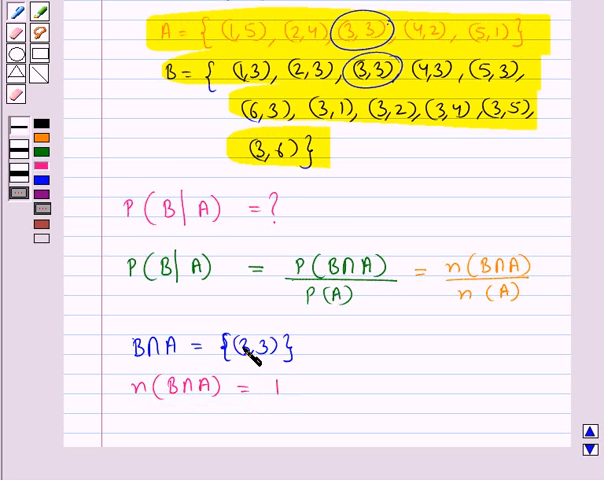 A = { (1,5), (2,4), (3,3), (4,2), (5,1) }
B = { (1,3), (2,3), (3,3), (4,3), (5,3),
(6,3), (3,1), (3,2), (3,4), (3,5),
(3,6) }
P(B|A) = ?
P(B|A) = P(B∩A)/P(A) = n(B∩A)/n(A)
B∩A = {(3,3)}
n(B∩A) = 1